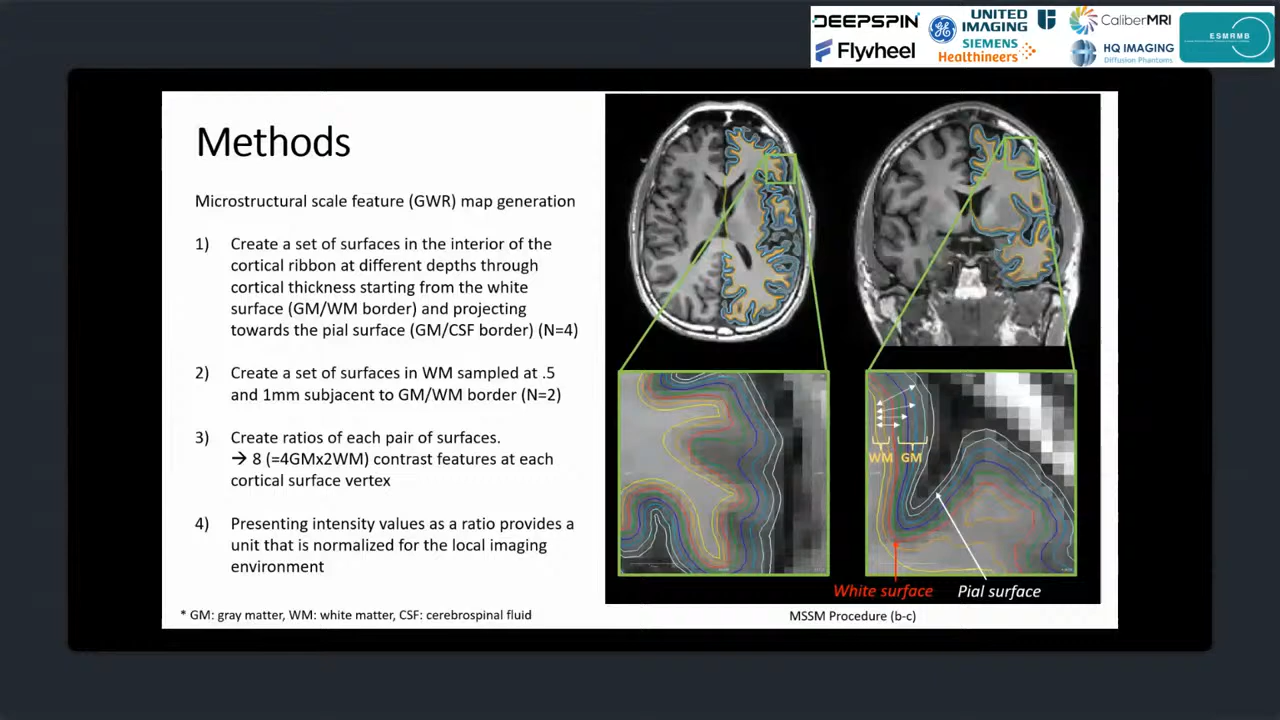 DEEPSPIN
UNITED
IMAGING
CaliberMRI
Flywheel
SIEMENS
Healthineers
HQ IMAGING
Diffusion Phantoms
ESMRMB
Methods
Microstructural scale feature (GWR) map generation
1) Create a set of surfaces in the interior of the
cortical ribbon at different depths through
cortical thickness starting from the white
surface (GM/WM border) and projecting
towards the pial surface (GM/CSF border) (N=4)
2) Create a set of surfaces in WM sampled at .5
and 1mm subjacent to GM/WM border (N=2)
3) Create ratios of each pair of surfaces.
→ 8 (=4GMx2WM) contrast features at each
cortical surface vertex
4) Presenting intensity values as a ratio provides a
unit that is normalized for the local imaging
environment
* GM: gray matter, WM: white matter, CSF: cerebrospinal fluid
WM GM
White surface Pial surface
MSSM Procedure (b-c)